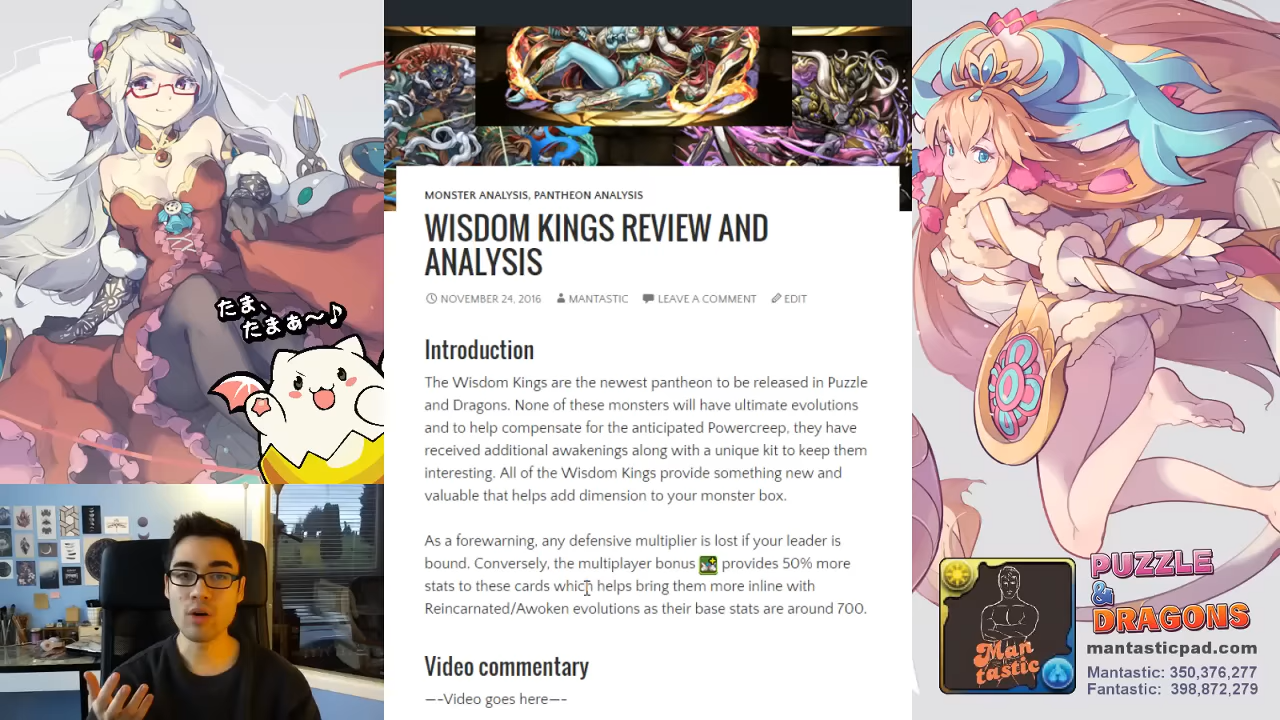 たま、
たまぁ～♪
MONSTER ANALYSIS, PANTHEON ANALYSIS
WISDOM KINGS REVIEW AND
ANALYSIS
NOVEMBER 24, 2016 MANTASTIC LEAVE A COMMENT EDIT
Introduction
The Wisdom Kings are the newest pantheon to be released in Puzzle
and Dragons. None of these monsters will have ultimate evolutions
and to help compensate for the anticipated Powercreep, they have
received additional awakenings along with a unique kit to keep them
interesting. All of the Wisdom Kings provide something new and
valuable that helps add dimension to your monster box.
As a forewarning, any defensive multiplier is lost if your leader is
bound. Conversely, the multiplayer bonus provides 50% more
stats to these cards which helps bring them more inline with
Reincarnated/Awoken evolutions as their base stats are around 700.
Video commentary
—-Video goes here—-
Man
tastic
PUZZLE
&
DRAGONS
mantasticpad.com
Mantastic: 350,376,277
Fantastic: 398,872,279